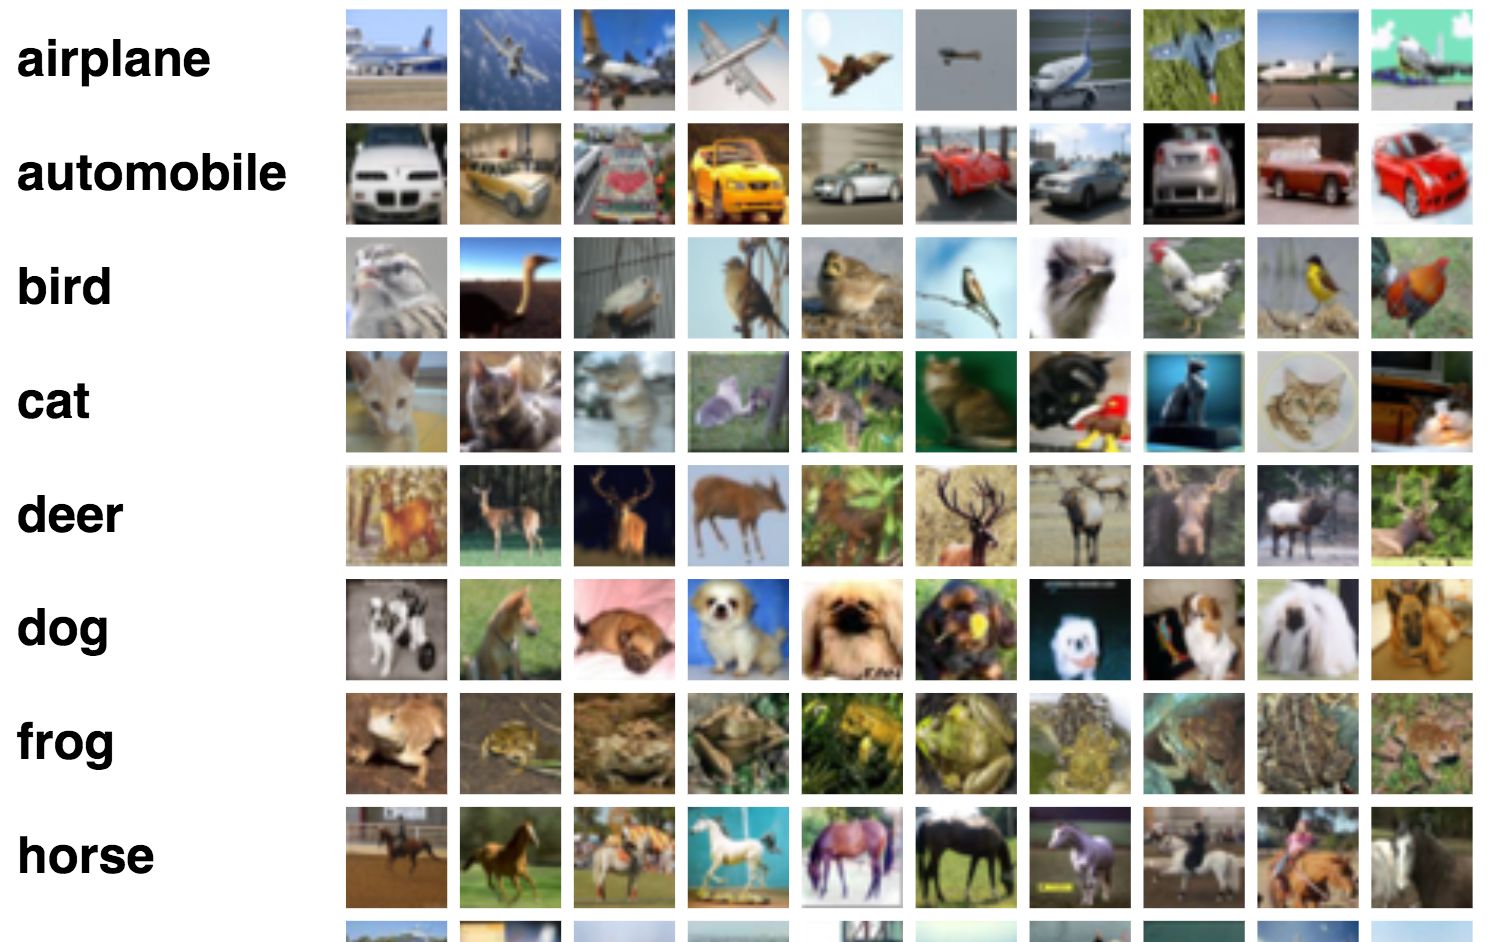 airplane
automobile
bird
cat
deer
dog
frog
horse